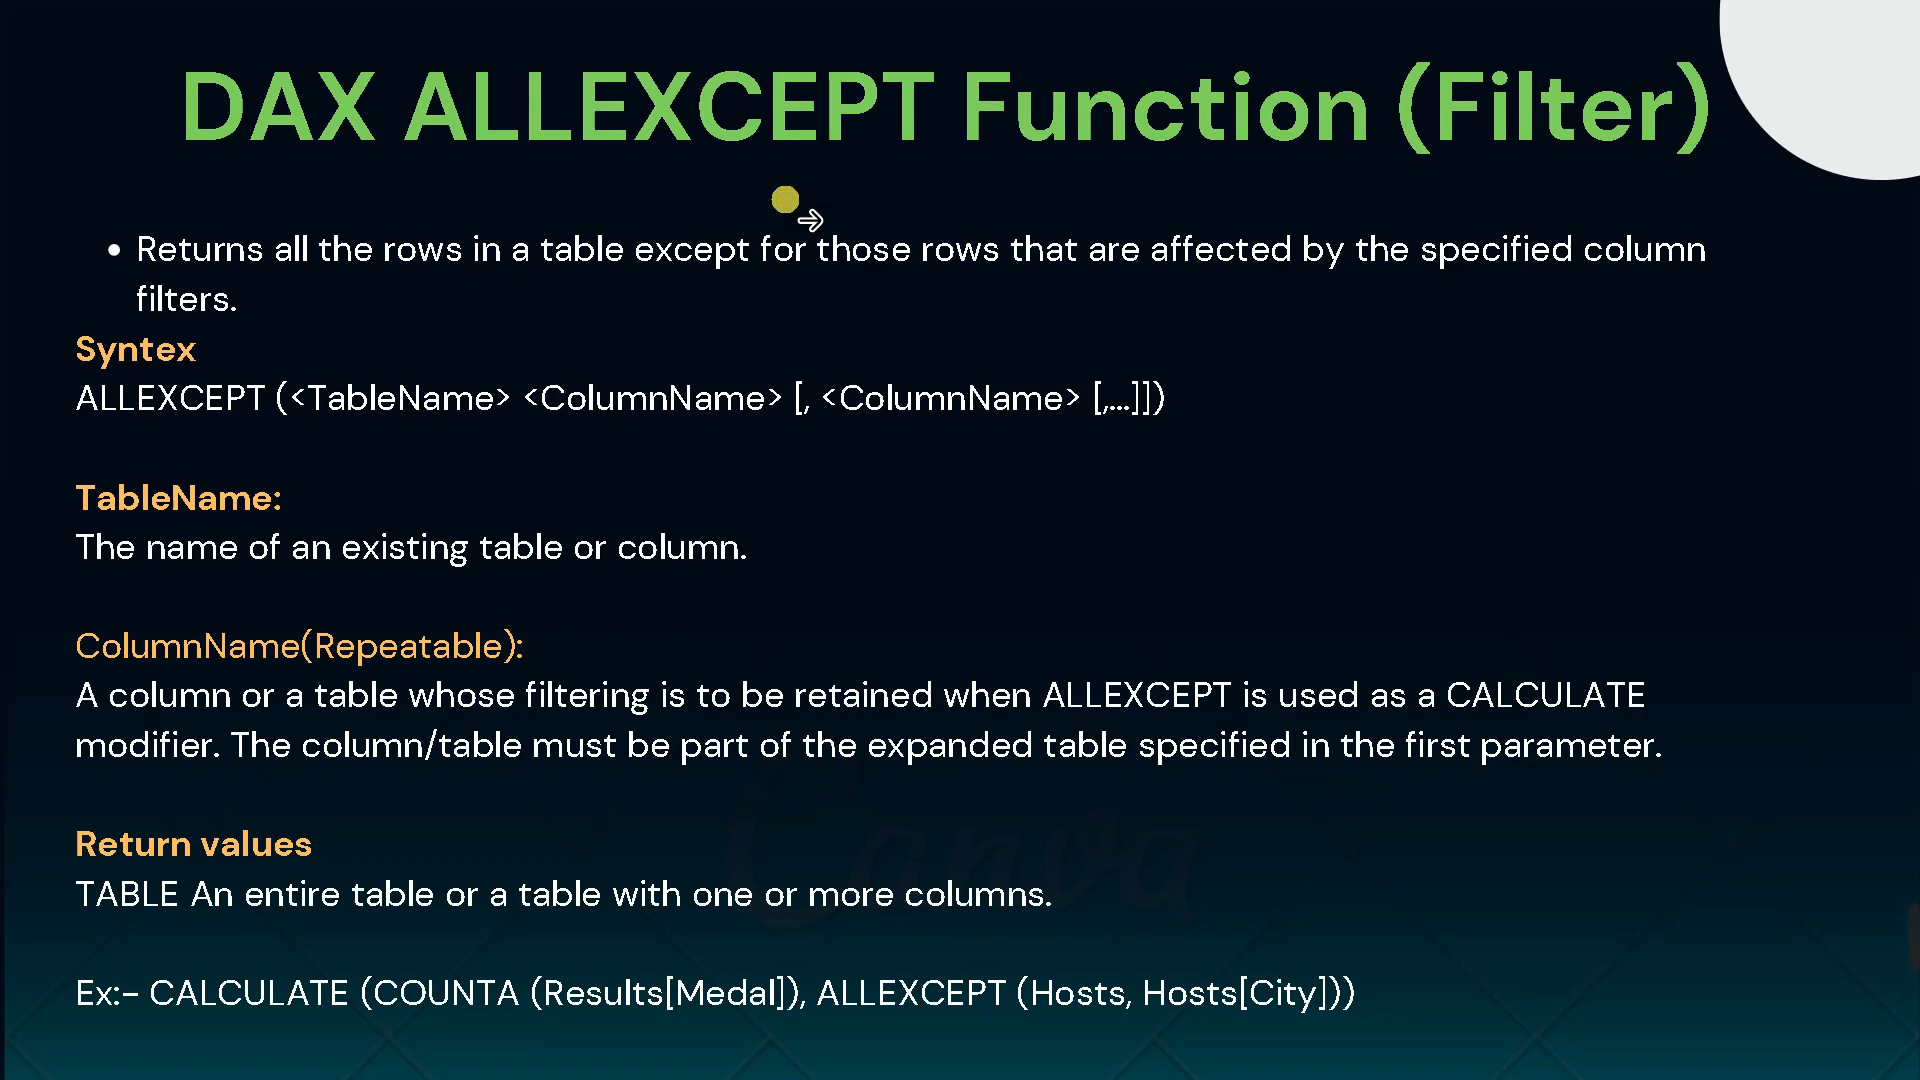 DAX ALLEXCEPT Function (Filter)
• Returns all the rows in a table except for those rows that are affected by the specified column
filters.
Syntex
ALLEXCEPT (<TableName> <ColumnName> [, <ColumnName> [,...]])
TableName:
The name of an existing table or column.
ColumnName(Repeatable):
A column or a table whose filtering is to be retained when ALLEXCEPT is used as a CALCULATE
modifier. The column/table must be part of the expanded table specified in the first parameter.
Return values
TABLE An entire table or a table with one or more columns.
Canva
Ex:- CALCULATE (COUNTA (Results[Medal]), ALLEXCEPT (Hosts, Hosts[City]))